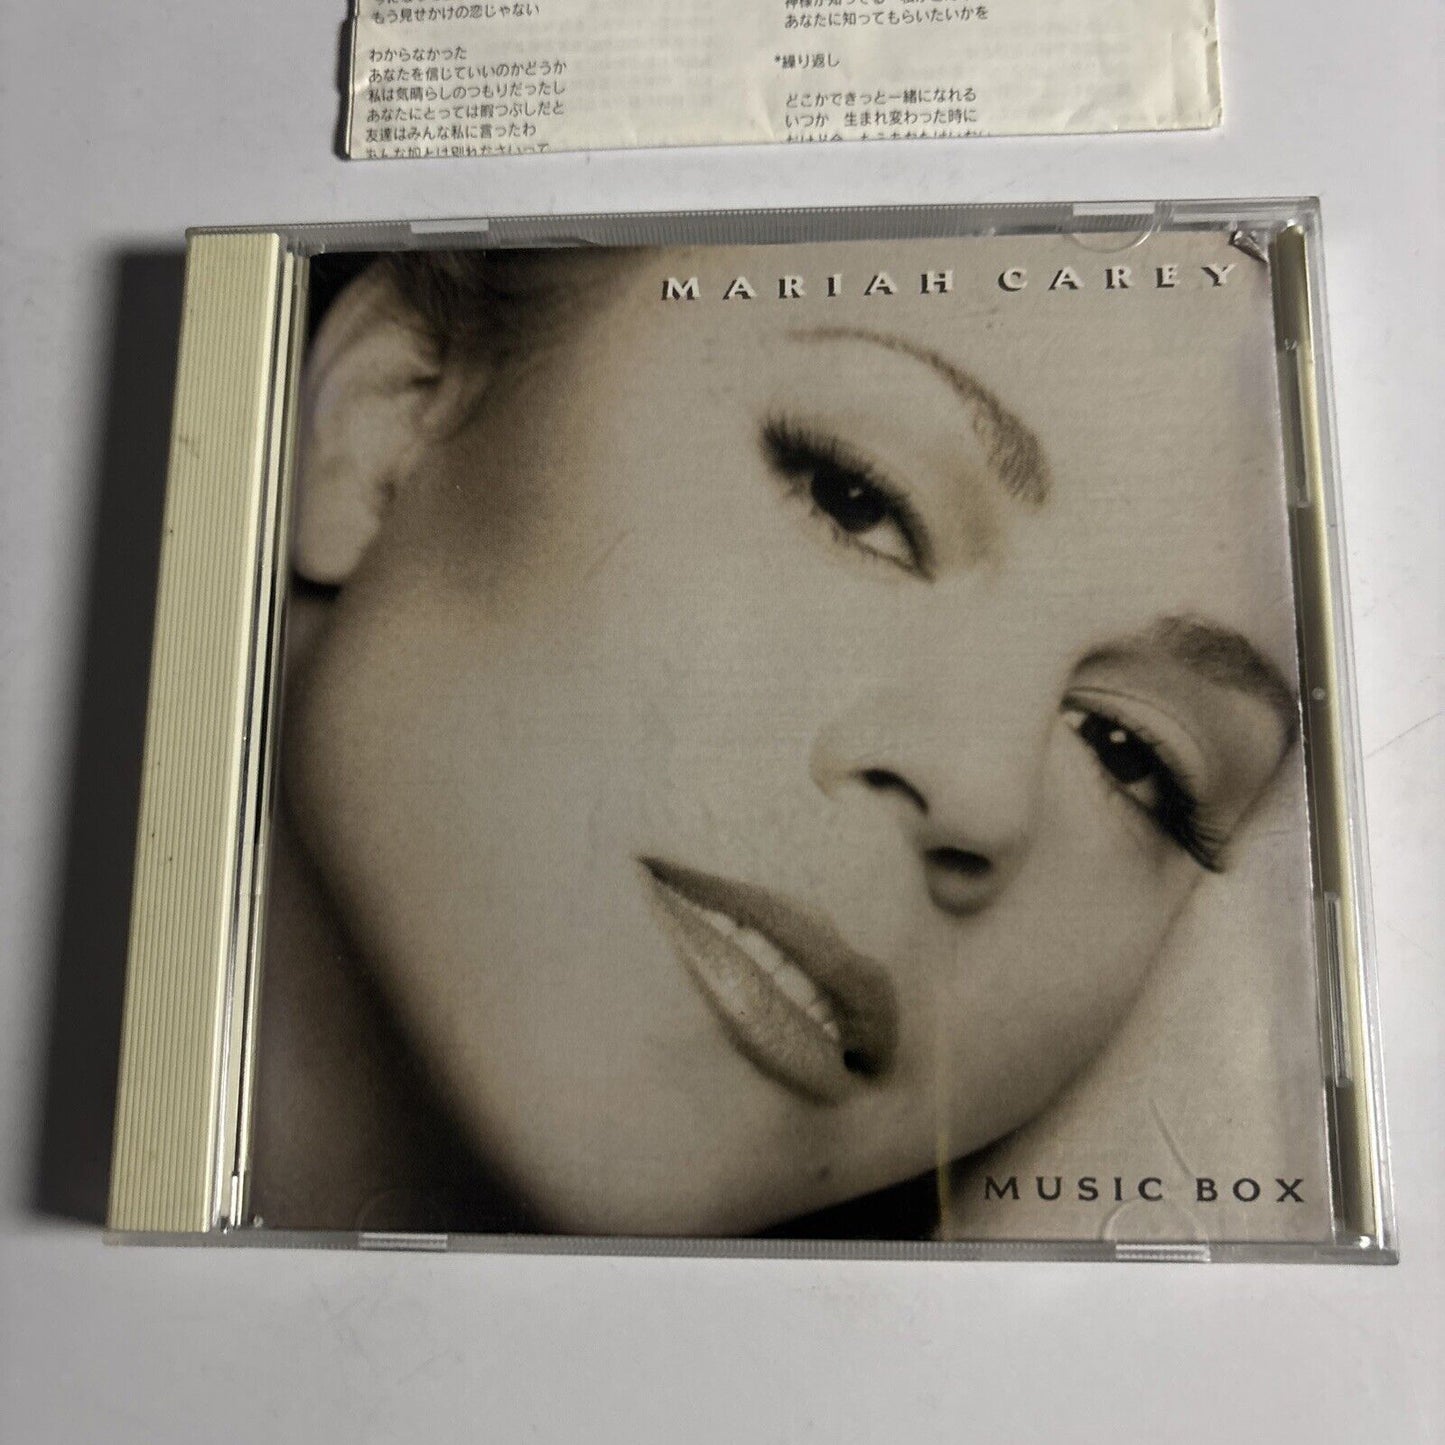 もう見せかけの恋じゃない
わからなかった
あなたを信じていいのかどうか
私は気晴らしのつもりだったし
あなたにとっては暇つぶしだと
友達はみんな私に言ったわ
あなたに知ってもらいたいかを
*繰り返し
どこかできっと一緒になれる
いつか 生まれ変わった時に
MARIAH CAREY
MUSIC BOX